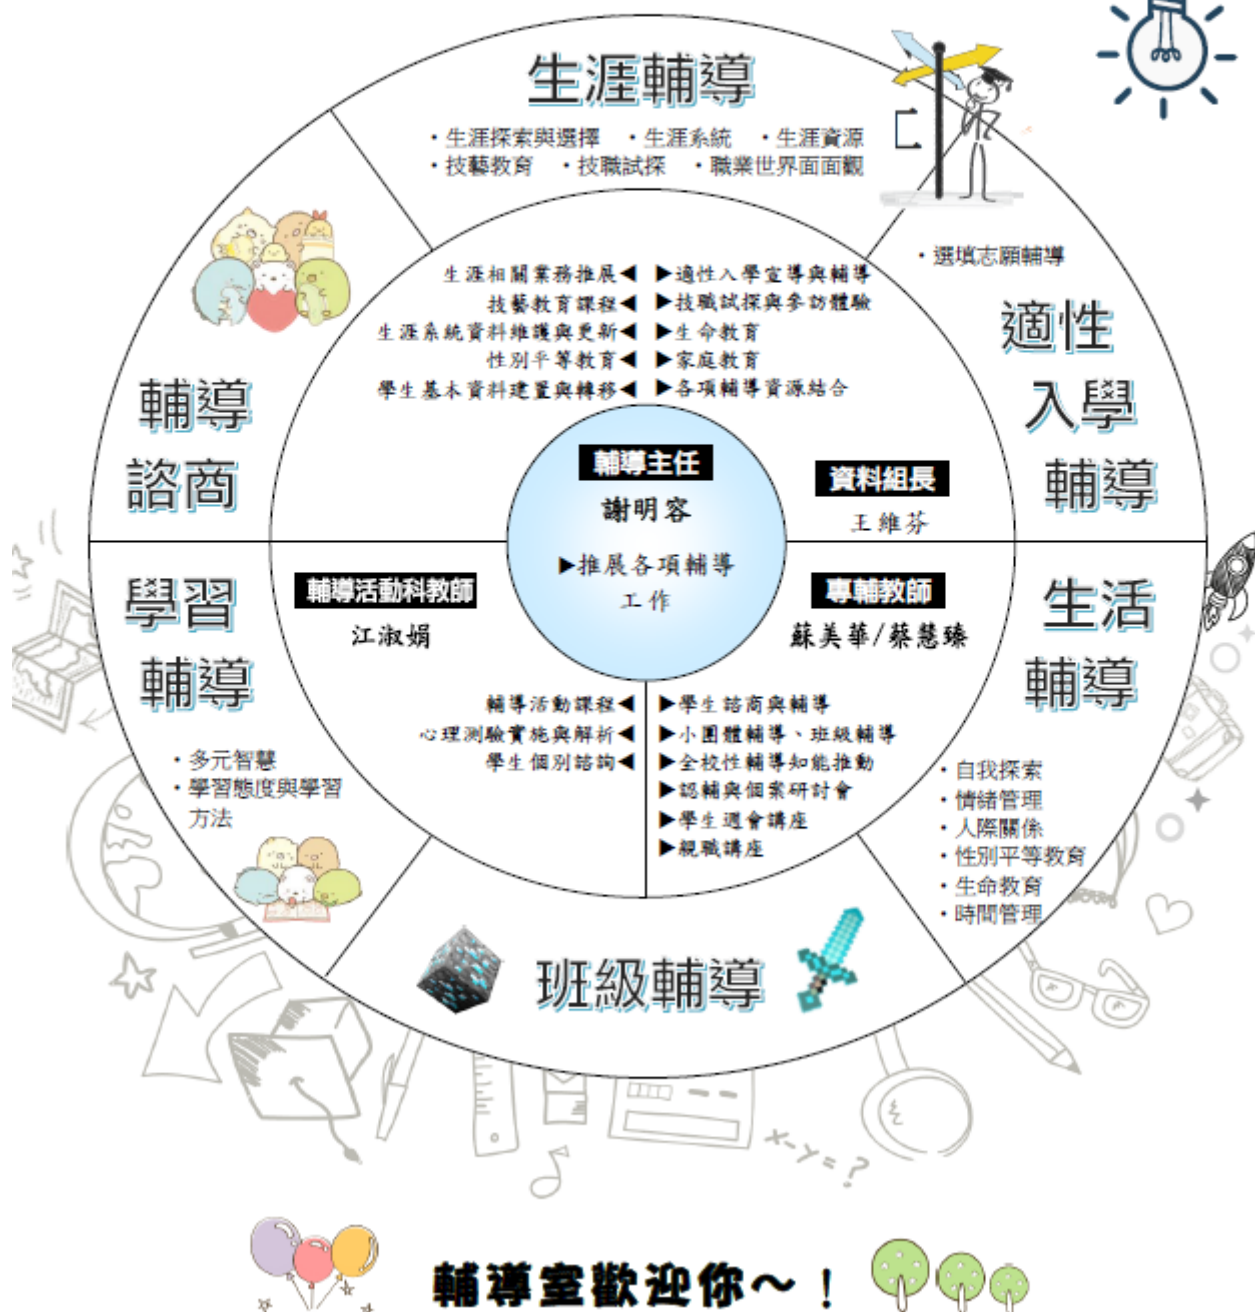 生涯輔導
・生涯探索與選擇 ・生涯系統 ・生涯資源
・技藝教育 ・技職試探 ・職業世界面面觀
・選填志願輔導
適性
入學
輔導
輔導
諮商
生涯相關業務推展◀ ▶適性入學宣導與輔導
技藝教育課程◀ ▶技職試探與參訪體驗
生涯系統資料維護與更新◀ ▶生命教育
性別平等教育◀ ▶家庭教育
學生基本資料建置與轉移◀ ▶各項輔導資源結合
輔導主任
謝明容
▶推展各項輔導
工作
資料組長
王維芬
輔導活動科教師
江淑娟
專輔教師
蘇美華/蔡慧臻
學習
輔導
・多元智慧
・學習態度與學習
方法
生活
輔導
・自我探索
・情緒管理
・人際關係
・性別平等教育
・生命教育
・時間管理
輔導活動課程◀
心理測驗實施與解析◀
學生個別諮詢◀
▶學生諮商與輔導
▶小團體輔導、班級輔導
▶全校性輔導知能推動
▶認輔與個案研討會
▶學生週會講座
▶親職講座
班級輔導
x-y=?
輔導室歡迎你～！